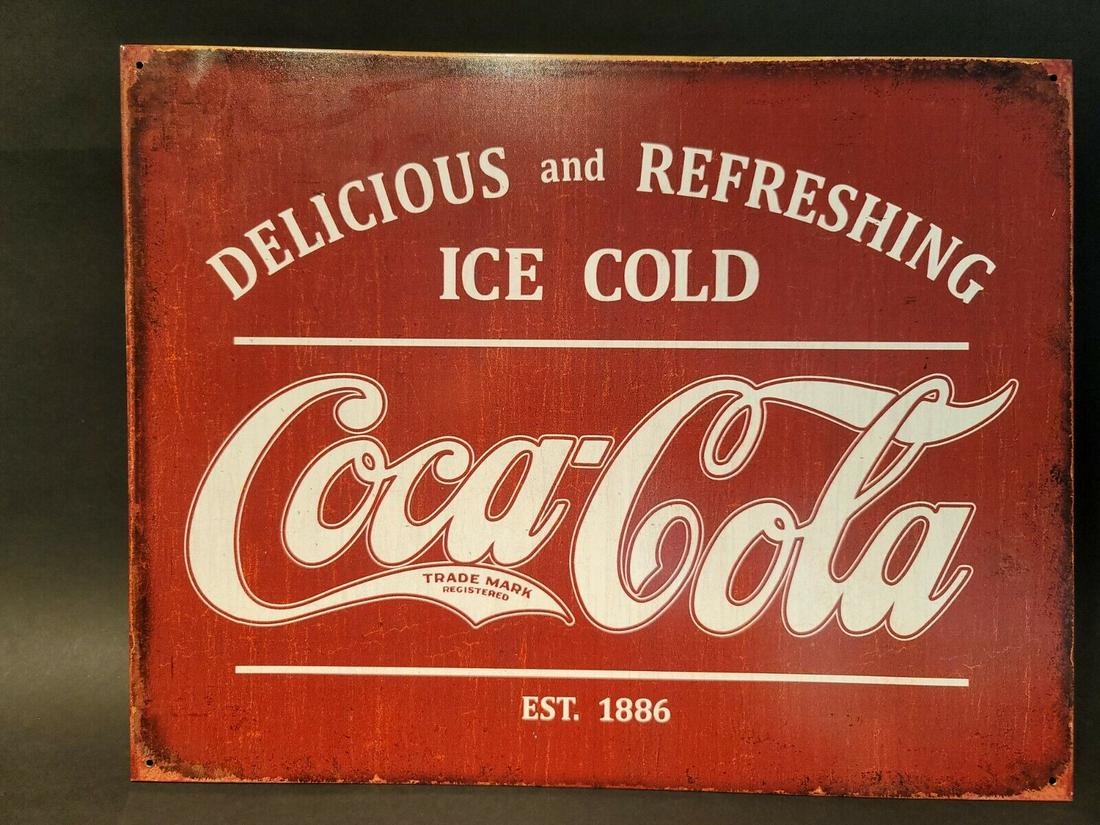 DELICIOUS and REFRESHING
ICE COLD
Coca-Cola
TRADE MARK
REGISTERED
EST. 1886